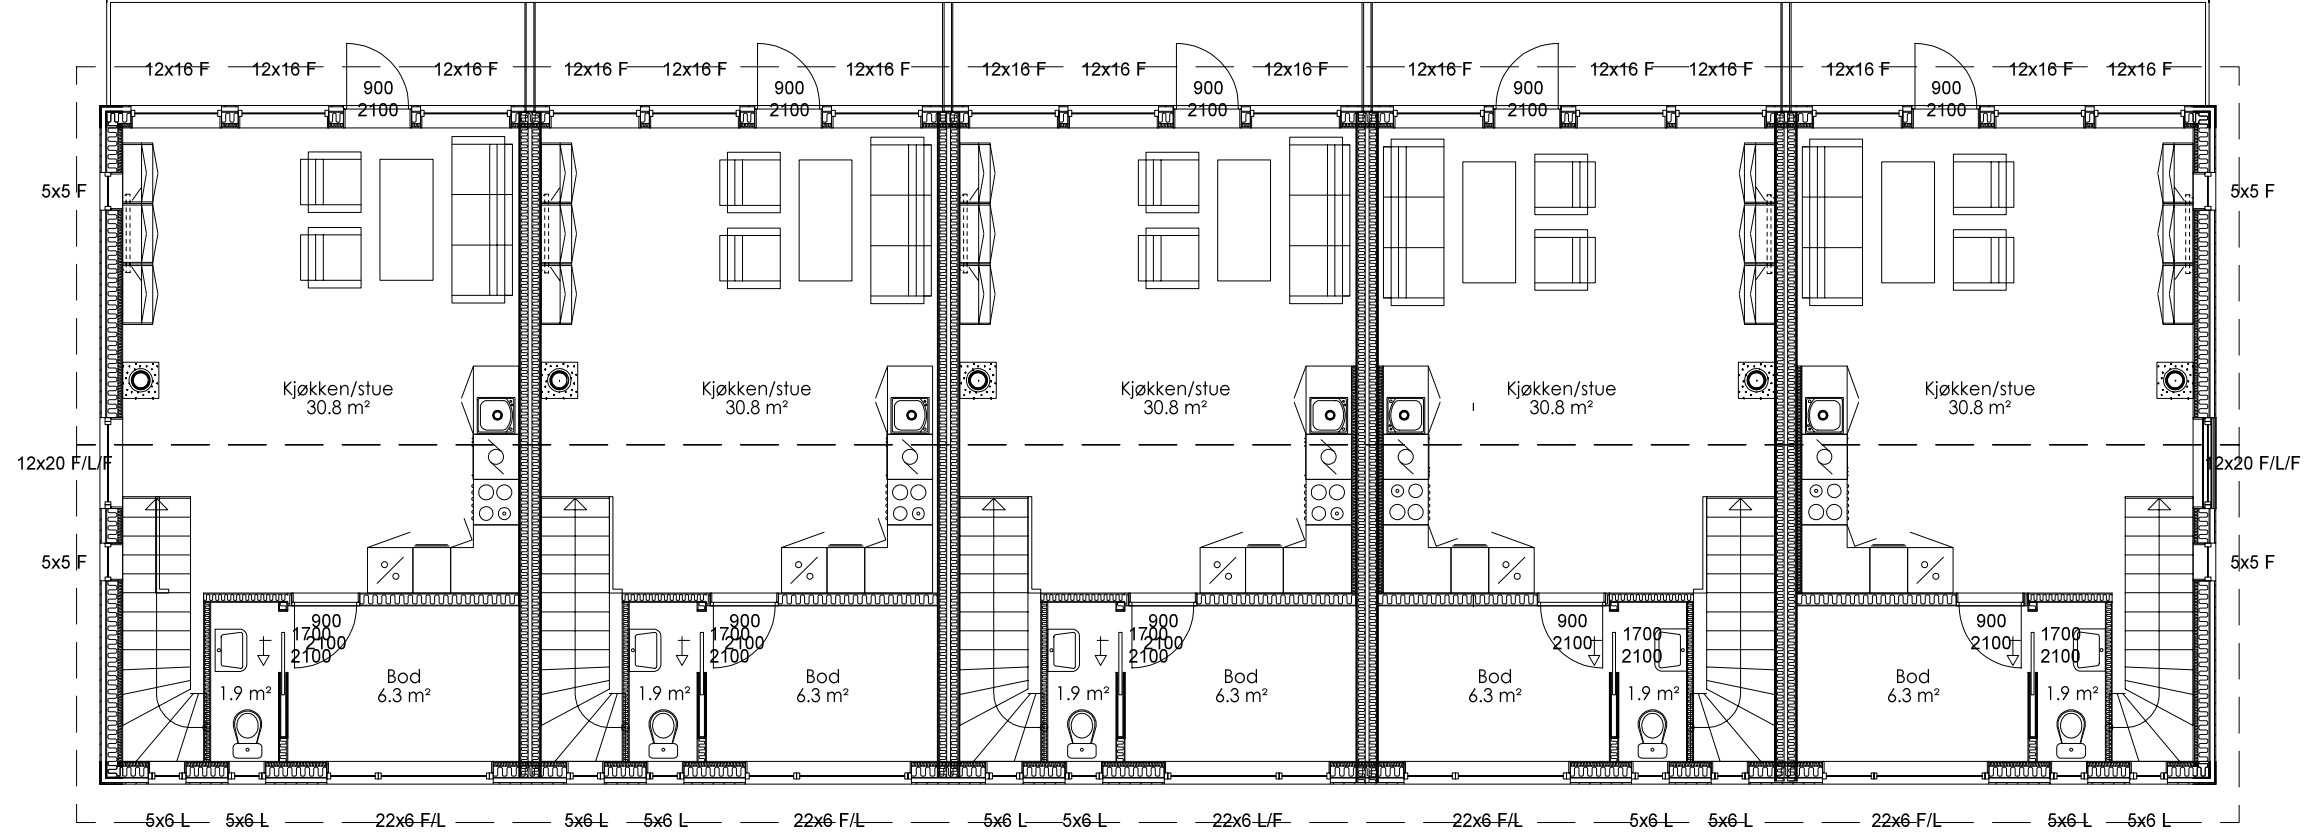 12x16 F 12x16 F 12x16 F 12x16 F 12x16 F 12x16 F 12x16 F 12x16 F 12x16 F 12x16 F 12x16 F 12x16 F 12x16 F 12x16 F 12x16 F
900 900 900 900 900
2100 2100 2100 2100 2100
5x5 F 5x5 F
Kjøkken/stue Kjøkken/stue Kjøkken/stue Kjøkken/stue Kjøkken/stue
30.8 m² 30.8 m² 30.8 m² 30.8 m² 30.8 m²
12x20 F/L/F 12x20 F/L/F
5x5 F 5x5 F
900 900 900 900 900
1700 1700 1700 1700 1700
2100 2100 2100 2100 2100
2100 2100 2100 2100 2100
Bod Bod Bod Bod Bod
1.9 m² 6.3 m² 1.9 m² 6.3 m² 1.9 m² 6.3 m² 6.3 m² 1.9 m² 6.3 m² 1.9 m²
5x6 L 5x6 L 22x6 F/L 5x6 L 5x6 L 22x6 F/L 5x6 L 5x6 L 22x6 L/F 22x6 F/L 5x6 L 5x6 L 22x6 F/L 5x6 L 5x6 L